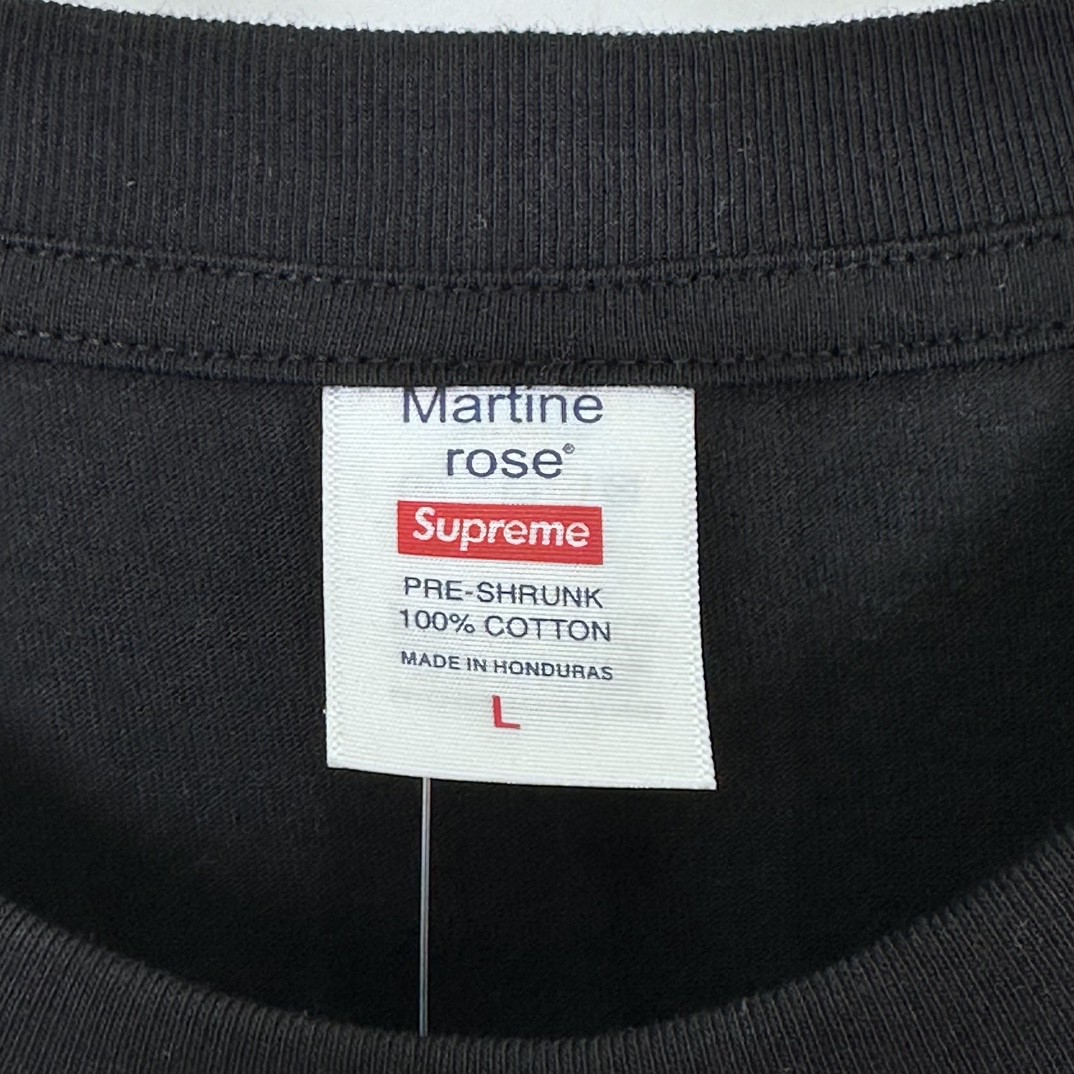 Martine
rose®
Supreme
PRE-SHRUNK
100% COTTON
MADE IN HONDURAS
L